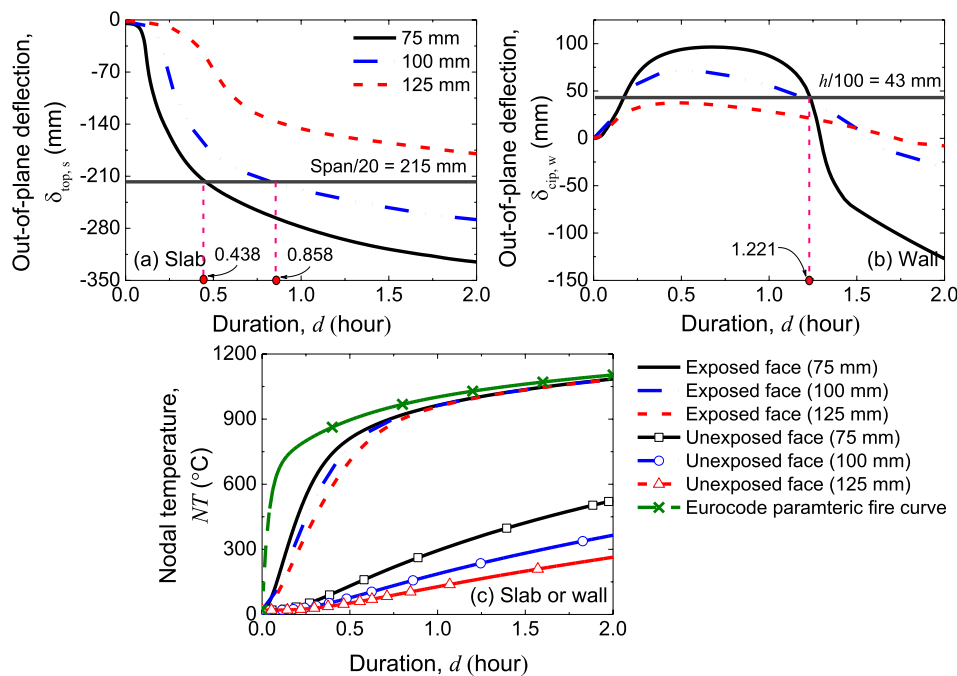 Out-of-plane deflection,
δtop, s (mm)
0
-70
-140
-210
-280
-350
75 mm
100 mm
125 mm
Span/20 = 215 mm
(a) Slab
0.438
0.858
0.0 0.5 1.0 1.5 2.0
Duration, d (hour)
Out-of-plane deflection,
δcip, w (mm)
100
50
0
-50
-100
-150
h/100 = 43 mm
1.221
(b) Wall
0.0 0.5 1.0 1.5 2.0
Duration, d (hour)
Nodal temperature,
NT (°C)
1200
900
600
300
0
(c) Slab or wall
0.0 0.5 1.0 1.5 2.0
Duration, d (hour)
Exposed face (75 mm)
Exposed face (100 mm)
Exposed face (125 mm)
Unexposed face (75 mm)
Unexposed face (100 mm)
Unexposed face (125 mm)
Eurocode paramteric fire curve